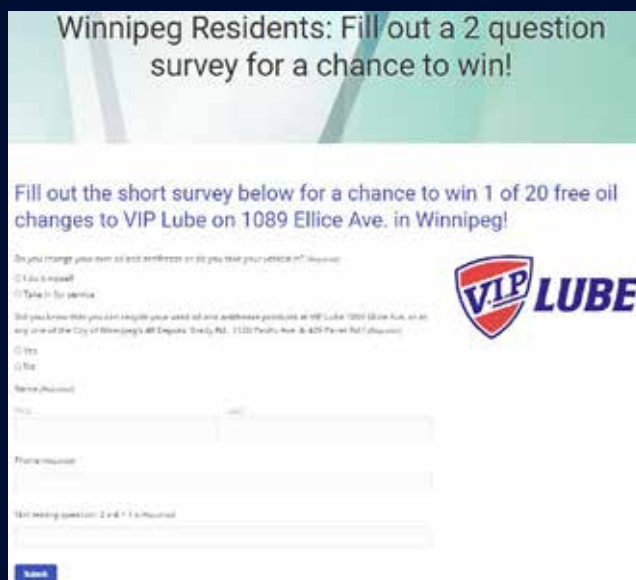 Winnipeg Residents: Fill out a 2 question
survey for a chance to win!
Fill out the short survey below for a chance to win 1 of 20 free oil
changes to VIP Lube on 1089 Ellice Ave. in Winnipeg!
Do you change your own oil and antifreeze or do you take your vehicle in? (Required)
I do it myself
Take in for service
VIP LUBE
Did you know that you can recycle your used oil and antifreeze products at VIP Lube 1089 Ellice Ave. or at
any one of the City of Winnipeg's 4R Depots: Brady Rd., 1120 Pacific Ave. & 429 Panet Rd? (Required)
Yes
No
Name (Required)
First
Last
Phone (Required)
(Required)
Submit